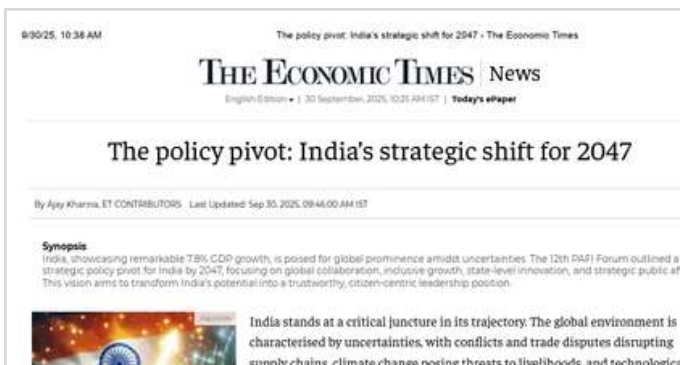 9/30/25, 10:38 AM The policy pivot: India's strategic shift for 2047 - The Economic Times
THE ECONOMIC TIMES | News
English Edition ▾ | 30 September, 2025, 10:25 AM IST | Today's ePaper
The policy pivot: India's strategic shift for 2047
By Ajay Khanna, ET CONTRIBUTORS Last Updated: Sep 30, 2025, 09:46:00 AM IST
Synopsis
India, showcasing remarkable 7.8% GDP growth, is poised for global prominence amidst uncertainties. The 12th PAFI Forum outlined a
strategic policy pivot for India by 2047, focusing on global collaboration, inclusive growth, state-level innovation, and strategic public af
This vision aims to transform India's potential into a trustworthy, citizen-centric leadership position.
India stands at a critical juncture in its trajectory. The global environment is
characterised by uncertainties, with conflicts and trade disputes disrupting
supply chains, climate change posing threats to livelihoods, and technologica